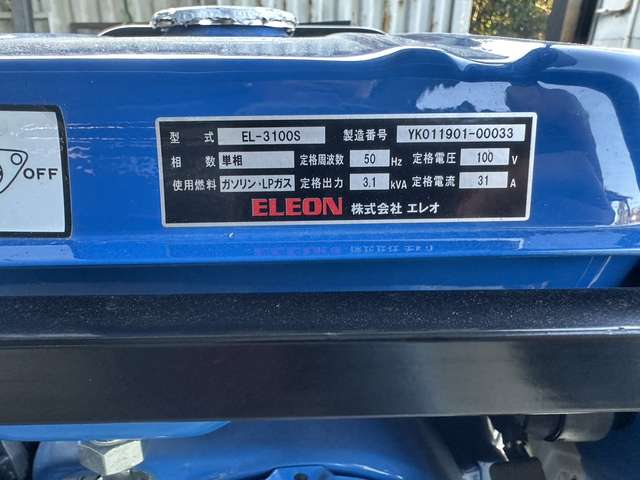 型式 EL-3100S 製造番号 YK011901-00033
相数 単相 定格周波数 50 Hz 定格電圧 100 V
使用燃料 ガソリン・LPガス 定格出力 3.1 kVA 定格電流 31 A
ELEON 株式会社 エレオ
OFF